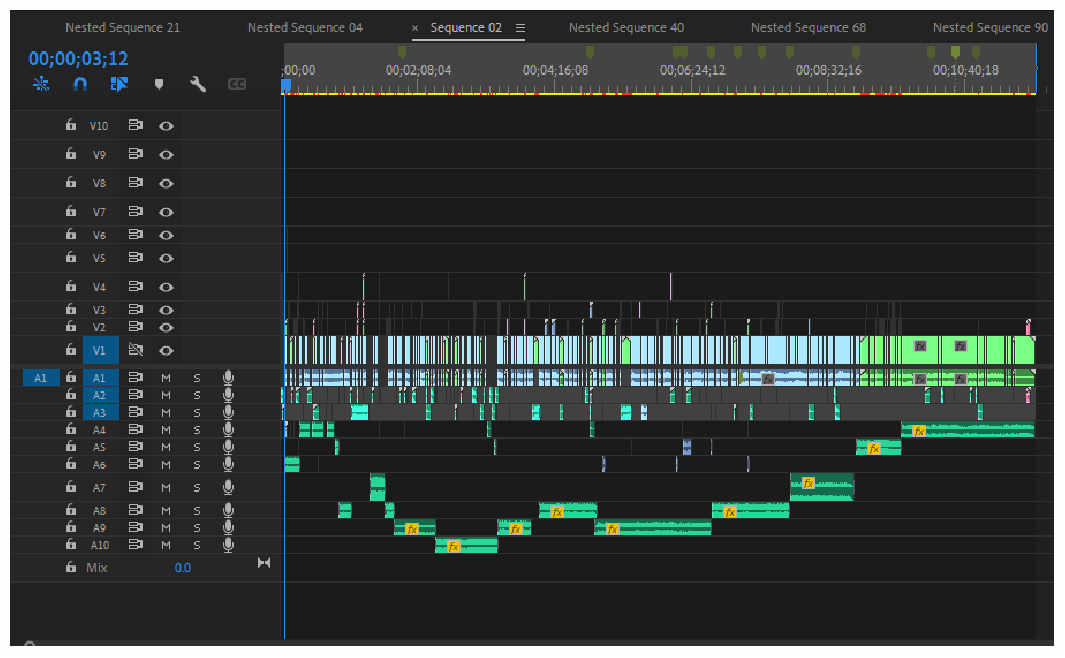 Nested Sequence 21 Nested Sequence 04 × Sequence 02 ☰ Nested Sequence 40 Nested Sequence 68 Nested Sequence 90
00;00;03;12
;00;00 00;02;08;04 00;04;16;08 00;06;24;12 00;08;32;16 00;10;40;18
CC
V10
V9
V8
V7
V6
V5
V4
V3
V2
V1 fx fx
A1 A1 M S fx fx fx
A2 M S
A3 M S
A4 M S fx
A5 M S fx
A6 M S
A7 M S fx
A8 M S fx fx
A9 M S fx fx fx
A10 M S fx
Mix 0.0